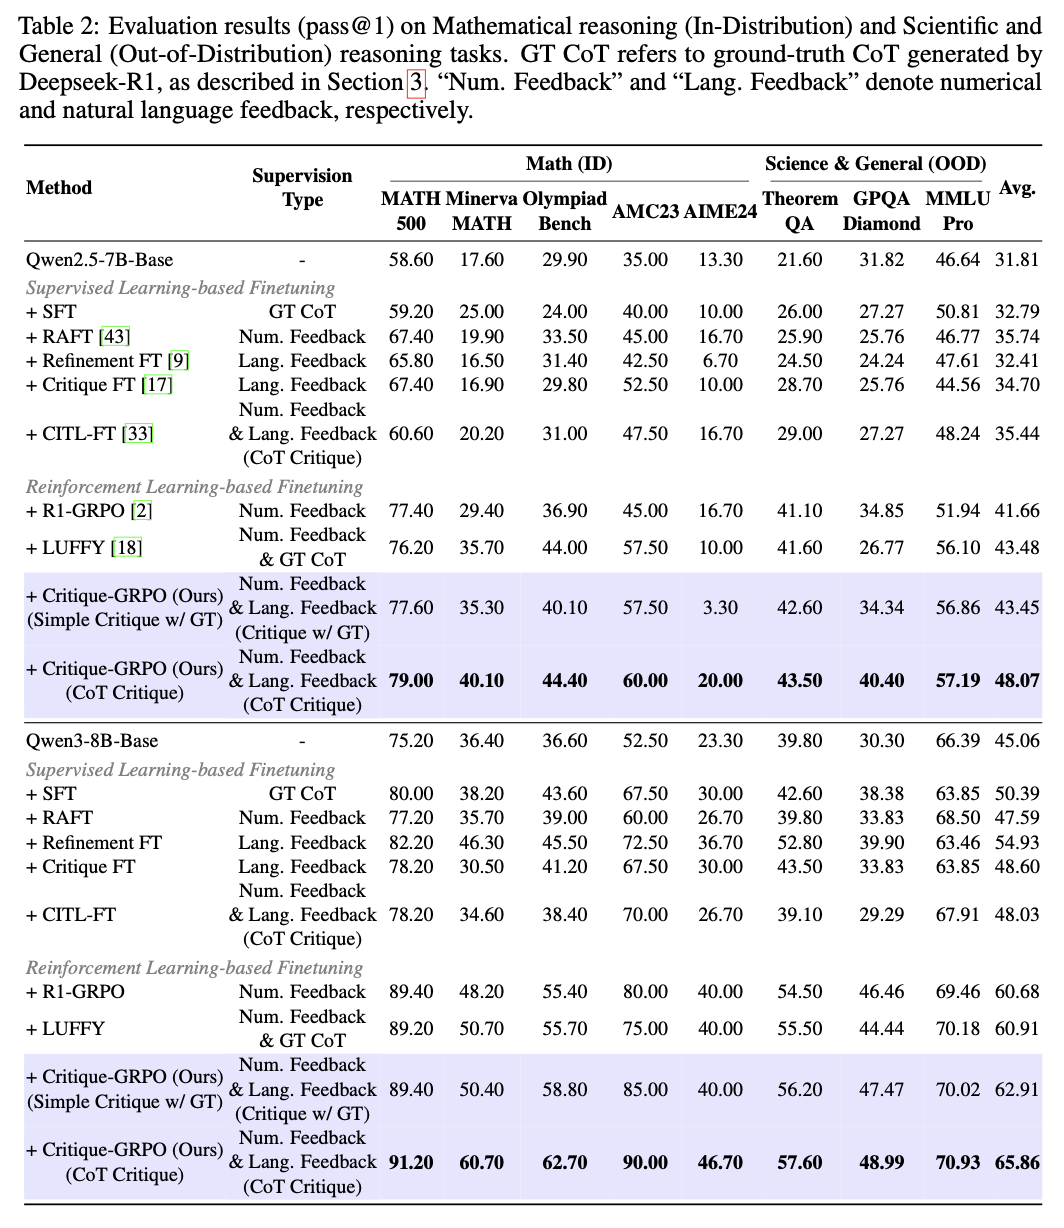 Table 2: Evaluation results (pass@1) on Mathematical reasoning (In-Distribution) and Scientific and
General (Out-of-Distribution) reasoning tasks. GT CoT refers to ground-truth CoT generated by
Deepseek-R1, as described in Section 3. “Num. Feedback” and “Lang. Feedback” denote numerical
and natural language feedback, respectively.
Method Supervision Type Math (ID) Science & General (OOD) Avg.
MATH 500 Minerva MATH Olympiad Bench AMC23 AIME24 Theorem QA GPQA Diamond MMLU Pro
Qwen2.5-7B-Base - 58.60 17.60 29.90 35.00 13.30 21.60 31.82 46.64 31.81
Supervised Learning-based Finetuning
+ SFT GT CoT 59.20 25.00 24.00 40.00 10.00 26.00 27.27 50.81 32.79
+ RAFT [43] Num. Feedback 67.40 19.90 33.50 45.00 16.70 25.90 25.76 46.77 35.74
+ Refinement FT [9] Lang. Feedback 65.80 16.50 31.40 42.50 6.70 24.50 24.24 47.61 32.41
+ Critique FT [17] Lang. Feedback 67.40 16.90 29.80 52.50 10.00 28.70 25.76 44.56 34.70
Num. Feedback
+ CITL-FT [33] & Lang. Feedback 60.60 20.20 31.00 47.50 16.70 29.00 27.27 48.24 35.44
(CoT Critique)
Reinforcement Learning-based Finetuning
+ R1-GRPO [2] Num. Feedback 77.40 29.40 36.90 45.00 16.70 41.10 34.85 51.94 41.66
+ LUFFY [18] Num. Feedback & GT CoT 76.20 35.70 44.00 57.50 10.00 41.60 26.77 56.10 43.48
+ Critique-GRPO (Ours) (Simple Critique w/ GT) Num. Feedback & Lang. Feedback (Critique w/ GT) 77.60 35.30 40.10 57.50 3.30 42.60 34.34 56.86 43.45
+ Critique-GRPO (Ours) (CoT Critique) Num. Feedback & Lang. Feedback (CoT Critique) 79.00 40.10 44.40 60.00 20.00 43.50 40.40 57.19 48.07
Qwen3-8B-Base - 75.20 36.40 36.60 52.50 23.30 39.80 30.30 66.39 45.06
Supervised Learning-based Finetuning
+ SFT GT CoT 80.00 38.20 43.60 67.50 30.00 42.60 38.38 63.85 50.39
+ RAFT Num. Feedback 77.20 35.70 39.00 60.00 26.70 39.80 33.83 68.50 47.59
+ Refinement FT Lang. Feedback 82.20 46.30 45.50 72.50 36.70 52.80 39.90 63.46 54.93
+ Critique FT Lang. Feedback 78.20 30.50 41.20 67.50 30.00 43.50 33.83 63.85 48.60
Num. Feedback
+ CITL-FT & Lang. Feedback 78.20 34.60 38.40 70.00 26.70 39.10 29.29 67.91 48.03
(CoT Critique)
Reinforcement Learning-based Finetuning
+ R1-GRPO Num. Feedback 89.40 48.20 55.40 80.00 40.00 54.50 46.46 69.46 60.68
+ LUFFY Num. Feedback & GT CoT 89.20 50.70 55.70 75.00 40.00 55.50 44.44 70.18 60.91
+ Critique-GRPO (Ours) (Simple Critique w/ GT) Num. Feedback & Lang. Feedback (Critique w/ GT) 89.40 50.40 58.80 85.00 40.00 56.20 47.47 70.02 62.91
+ Critique-GRPO (Ours) (CoT Critique) Num. Feedback & Lang. Feedback (CoT Critique) 91.20 60.70 62.70 90.00 46.70 57.60 48.99 70.93 65.86